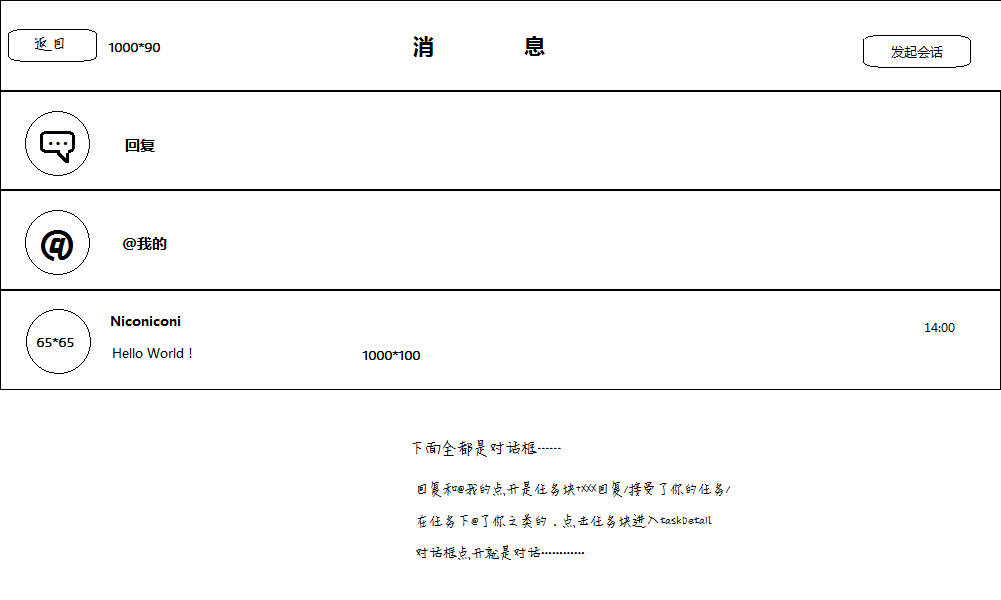 返回 1000*90 消 息 发起会话
回复
@ @我的
Niconiconi 14:00
65*65
Hello World！ 1000*100
下面全都是对话框······
回复和@我的点开是任务块+XXX回复/接受了你的任务/
在任务下@了你之类的．点击任务块进入taskDetail
对话框点开就是对话············